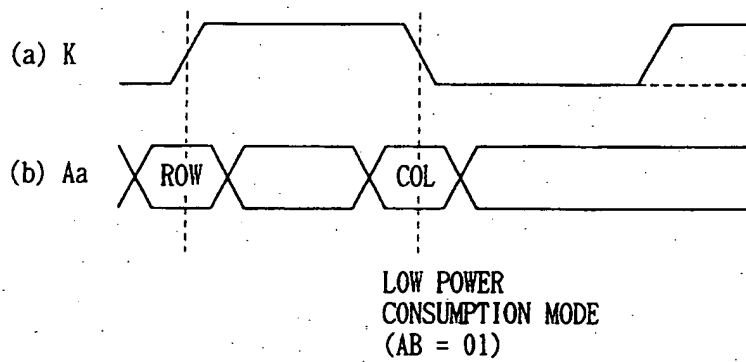 (a) K
(b) Aa
ROW
COL
LOW POWER
CONSUMPTION MODE
(AB = 01)